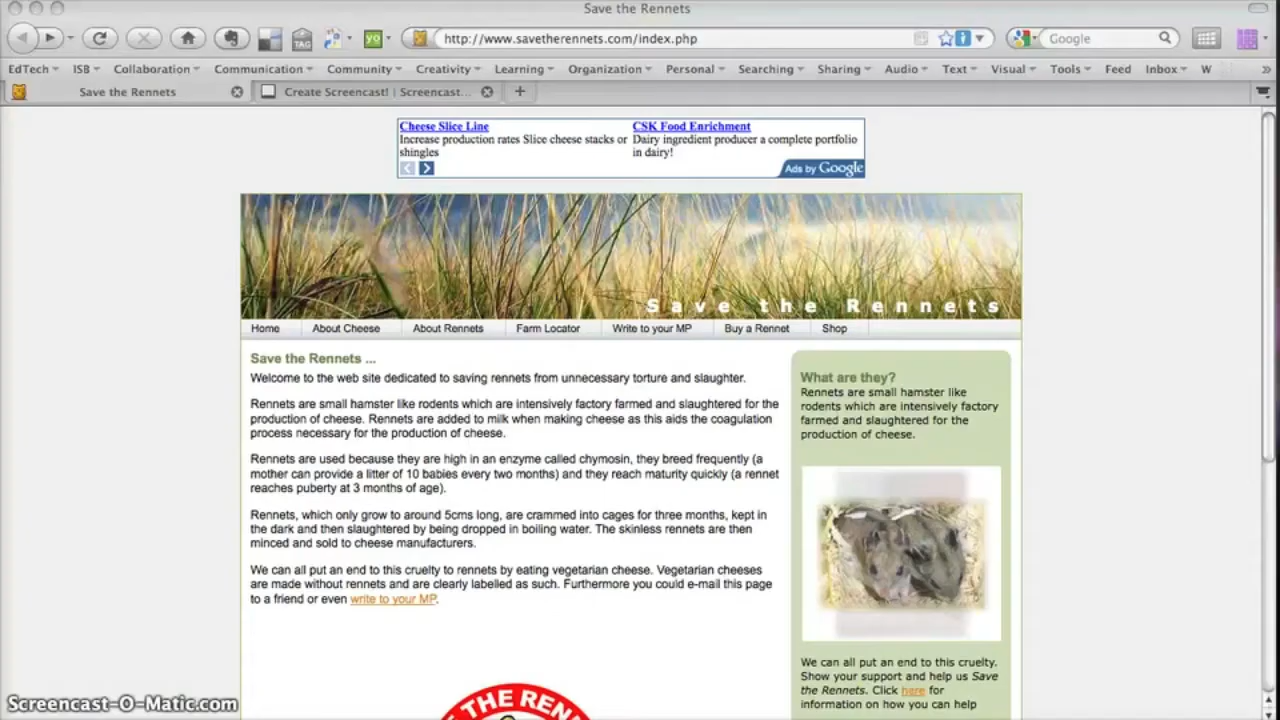 Save the Rennets
http://www.savetherennets.com/index.php
Google
EdTech ISB Collaboration Communication Community Creativity Learning Organization Personal Searching Sharing Audio Text Visual Tools Feed Inbox W
Save the Rennets
Create Screencast! | Screencast...
TAG
yo
Cheese Slice Line
Increase production rates Slice cheese stacks or
shingles
CSK Food Enrichment
Dairy ingredient producer a complete portfolio
in dairy!
Ads by Google
Save the Rennets
Home About Cheese About Rennets Farm Locator Write to your MP Buy a Rennet Shop
Save the Rennets ...
Welcome to the web site dedicated to saving rennets from unnecessary torture and slaughter.
Rennets are small hamster like rodents which are intensively factory farmed and slaughtered for the
production of cheese. Rennets are added to milk when making cheese as this aids the coagulation
process necessary for the production of cheese.
Rennets are used because they are high in an enzyme called chymosin, they breed frequently (a
mother can provide a litter of 10 babies every two months) and they reach maturity quickly (a rennet
reaches puberty at 3 months of age).
Rennets, which only grow to around 5cms long, are crammed into cages for three months, kept in
the dark and then slaughtered by being dropped in boiling water. The skinless rennets are then
minced and sold to cheese manufacturers.
We can all put an end to this cruelty to rennets by eating vegetarian cheese. Vegetarian cheeses
are made without rennets and are clearly labelled as such. Furthermore you could e-mail this page
to a friend or even write to your MP.
What are they?
Rennets are small hamster like
rodents which are intensively factory
farmed and slaughtered for the
production of cheese.
We can all put an end to this cruelty.
Show your support and help us Save
the Rennets. Click here for
information on how you can help
THE REN
Screencast-O-Matic.com